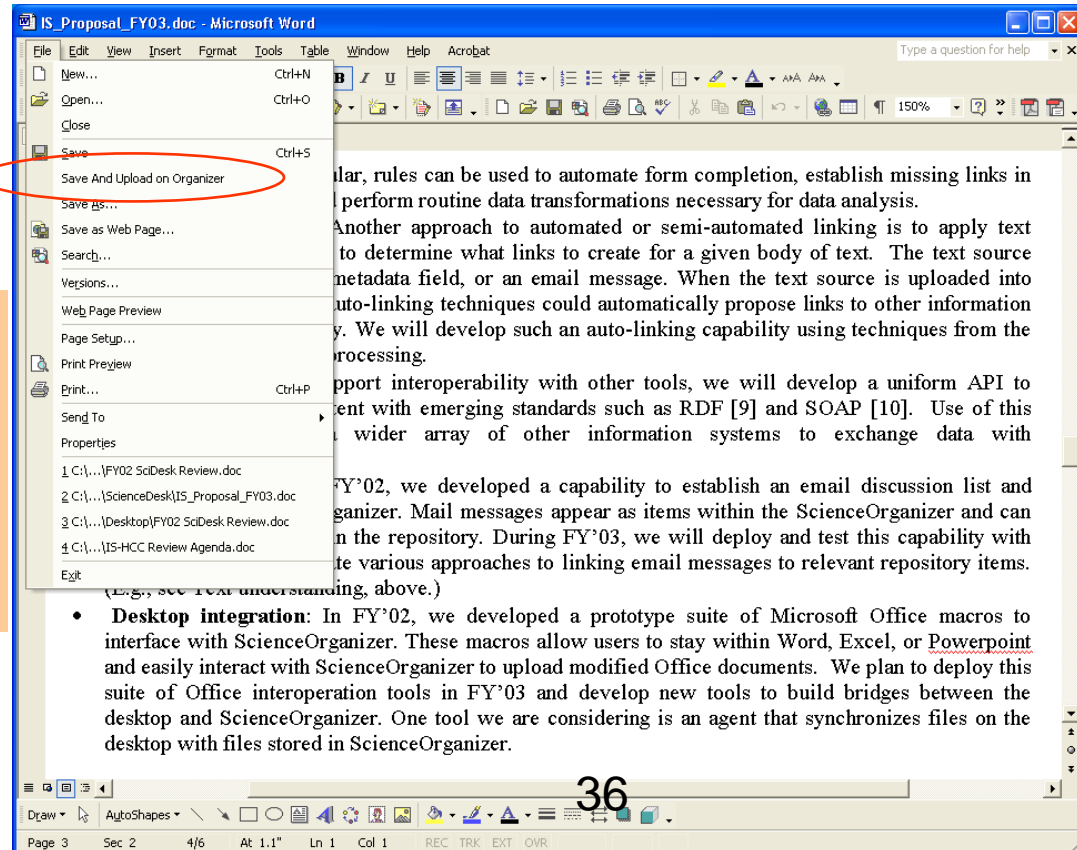 IS_Proposal_FY03.doc - Microsoft Word
File Edit View Insert Format Tools Table Window Help Acrobat Type a question for help
New... Ctrl+N
Open... Ctrl+O
Close
Save Ctrl+S
Save And Upload on Organizer
Save As...
Save as Web Page...
Search...
Versions...
Web Page Preview
Page Setup...
Print Preview
Print... Ctrl+P
Send To
Properties
1 C:\...\FY02 SciDesk Review.doc
2 C:\...\ScienceDesk\IS_Proposal_FY03.doc
3 C:\...\Desktop\FY02 SciDesk Review.doc
4 C:\...\IS-HCC Review Agenda.doc
Exit
B I U
150%
lar, rules can be used to automate form completion, establish missing links in
perform routine data transformations necessary for data analysis.
Another approach to automated or semi-automated linking is to apply text
to determine what links to create for a given body of text. The text source
metadata field, or an email message. When the text source is uploaded into
uto-linking techniques could automatically propose links to other information
y. We will develop such an auto-linking capability using techniques from the
processing.
pport interoperability with other tools, we will develop a uniform API to
tent with emerging standards such as RDF [9] and SOAP [10]. Use of this
wider array of other information systems to exchange data with
FY'02, we developed a capability to establish an email discussion list and
ganizer. Mail messages appear as items within the ScienceOrganizer and can
in the repository. During FY'03, we will deploy and test this capability with
te various approaches to linking email messages to relevant repository items.
(E.g., see Text understanding, above.)
• Desktop integration: In FY'02, we developed a prototype suite of Microsoft Office macros to
interface with ScienceOrganizer. These macros allow users to stay within Word, Excel, or Powerpoint
and easily interact with ScienceOrganizer to upload modified Office documents. We plan to deploy this
suite of Office interoperation tools in FY'03 and develop new tools to build bridges between the
desktop and ScienceOrganizer. One tool we are considering is an agent that synchronizes files on the
desktop with files stored in ScienceOrganizer.
36
Draw AutoShapes
Page 3 Sec 2 4/6 At 1.1" Ln 1 Col 1 REC TRK EXT OVR